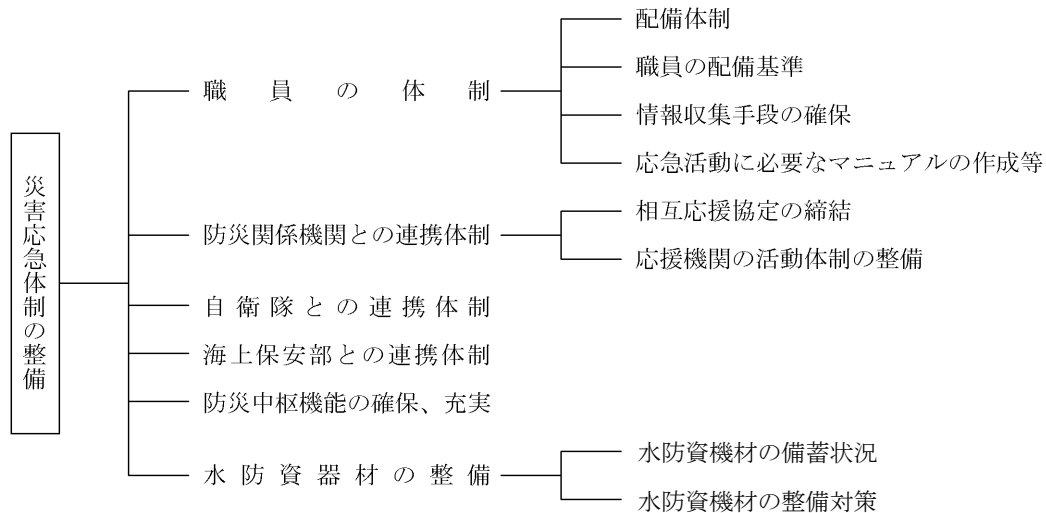 災害応急体制の整備
職員の体制
配備体制
職員の配備基準
情報収集手段の確保
応急活動に必要なマニュアルの作成等
防災関係機関との連携体制
相互応援協定の締結
応援機関の活動体制の整備
自衛隊との連携体制
海上保安部との連携体制
防災中枢機能の確保、充実
水防資器材の整備
水防資機材の備蓄状況
水防資機材の整備対策